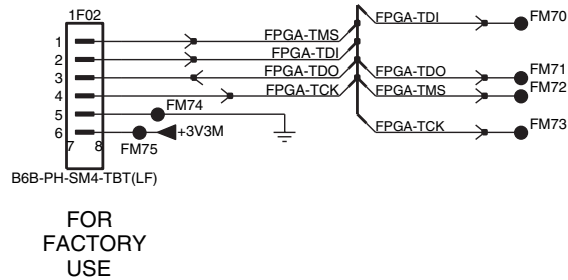 1F02
FPGA-TDI FM70
1 FPGA-TMS
2 FPGA-TDI
3 FPGA-TDO FPGA-TDO FM71
4 FPGA-TCK FPGA-TMS FM72
5 FM74
6 +3V3M FPGA-TCK FM73
7 8 FM75
B6B-PH-SM4-TBT(LF)
FOR
FACTORY
USE